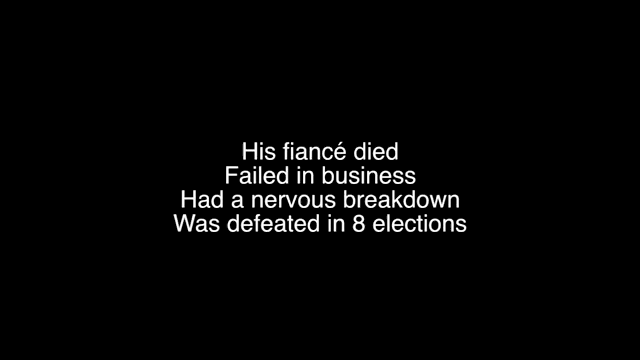 His fiancé died
Failed in business
Had a nervous breakdown
Was defeated in 8 elections